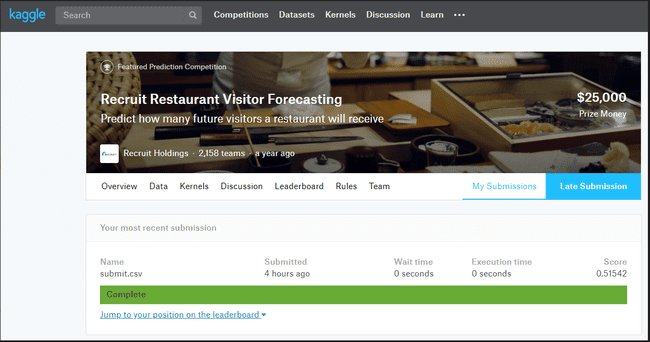 kaggle Search Competitions Datasets Kernels Discussion Learn •••
Featured Prediction Competition
Recruit Restaurant Visitor Forecasting
$25,000
Predict how many future visitors a restaurant will receive
Prize Money
Recruit Holdings · 2,158 teams · a year ago
Overview Data Kernels Discussion Leaderboard Rules Team My Submissions Late Submission
Your most recent submission
Name Submitted Wait time Execution time Score
submit.csv 4 hours ago 0 seconds 0 seconds 0.51542
Complete
Jump to your position on the leaderboard